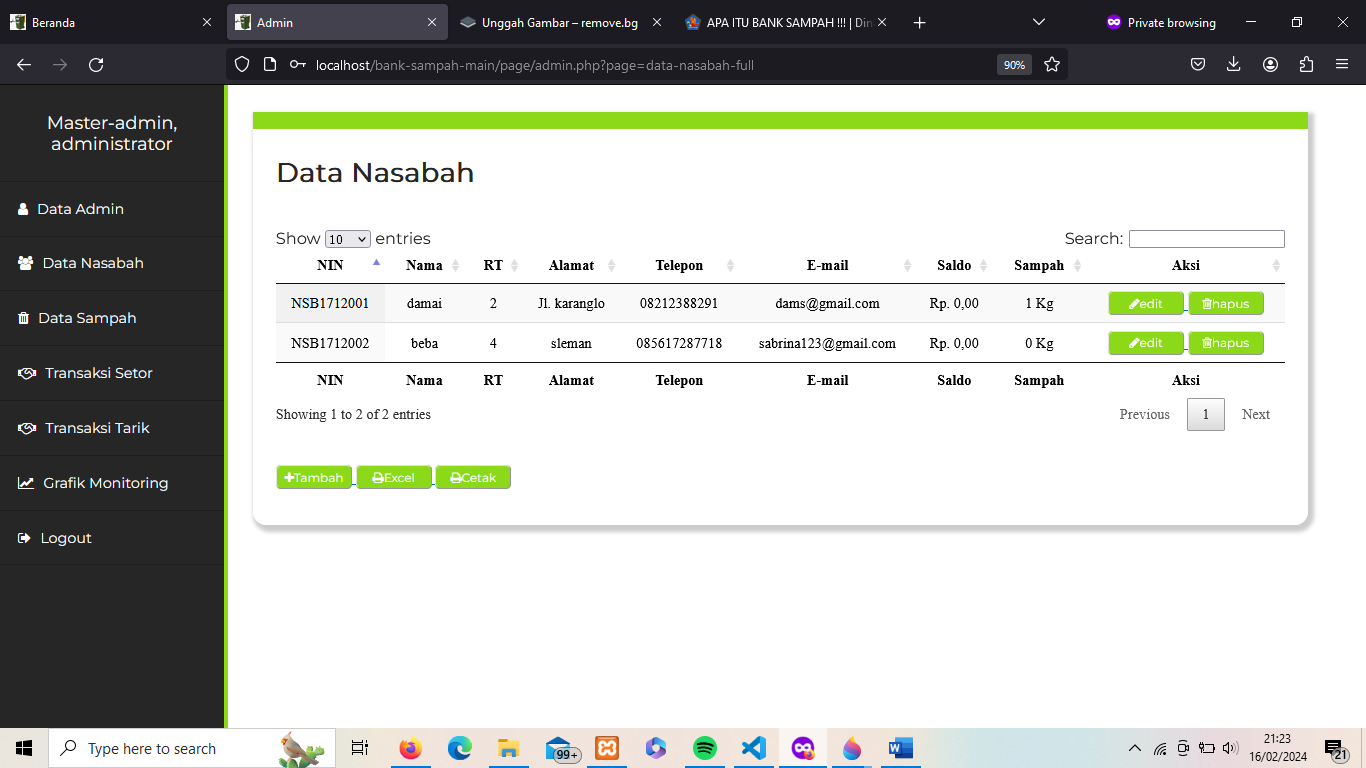 Beranda
Admin
Unggah Gambar – remove.bg
APA ITU BANK SAMPAH !!! | Din
Private browsing
localhost/bank-sampah-main/page/admin.php?page=data-nasabah-full
90%
Master-admin,
administrator
Data Admin
Data Nasabah
Data Sampah
Transaksi Setor
Transaksi Tarik
Grafik Monitoring
Logout
Data Nasabah
Show 10 entries
Search:
NIN Nama RT Alamat Telepon E-mail Saldo Sampah Aksi
NSB1712001 damai 2 Jl. karanglo 08212388291 dams@gmail.com Rp. 0,00 1 Kg edit hapus
NSB1712002 beba 4 sleman 085617287718 sabrina123@gmail.com Rp. 0,00 0 Kg edit hapus
NIN Nama RT Alamat Telepon E-mail Saldo Sampah Aksi
Showing 1 to 2 of 2 entries
Previous 1 Next
Tambah Excel Cetak
Type here to search
99+
21:23
16/02/2024
21